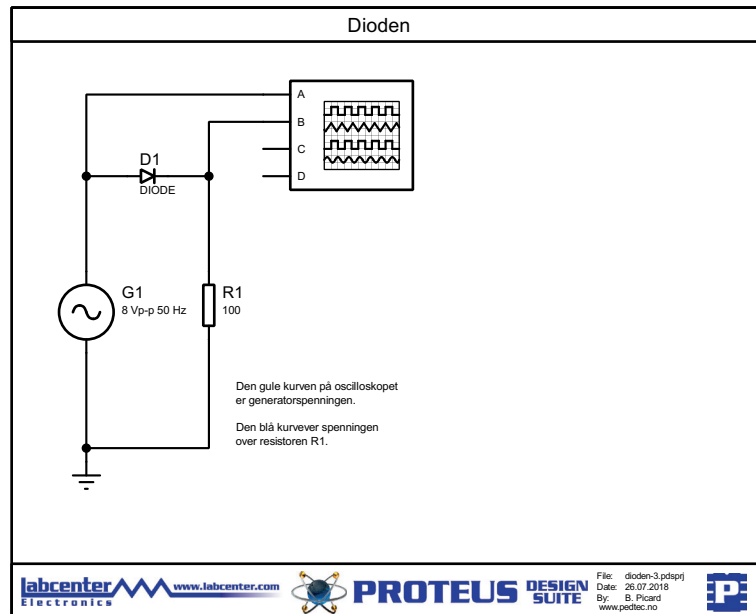 Dioden
A
B
C
D
D1
DIODE
G1
8 Vp-p 50 Hz
R1
100
Den gule kurven på oscilloskopet
er generatorspenningen.
Den blå kurvever spenningen
over resistoren R1.
labcenter www.labcenter.com
Electronics
PROTEUS DESIGN SUITE
File: dioden-3.pdsprj
Date: 26.07.2018
By: B. Picard
www.pedtec.no
P